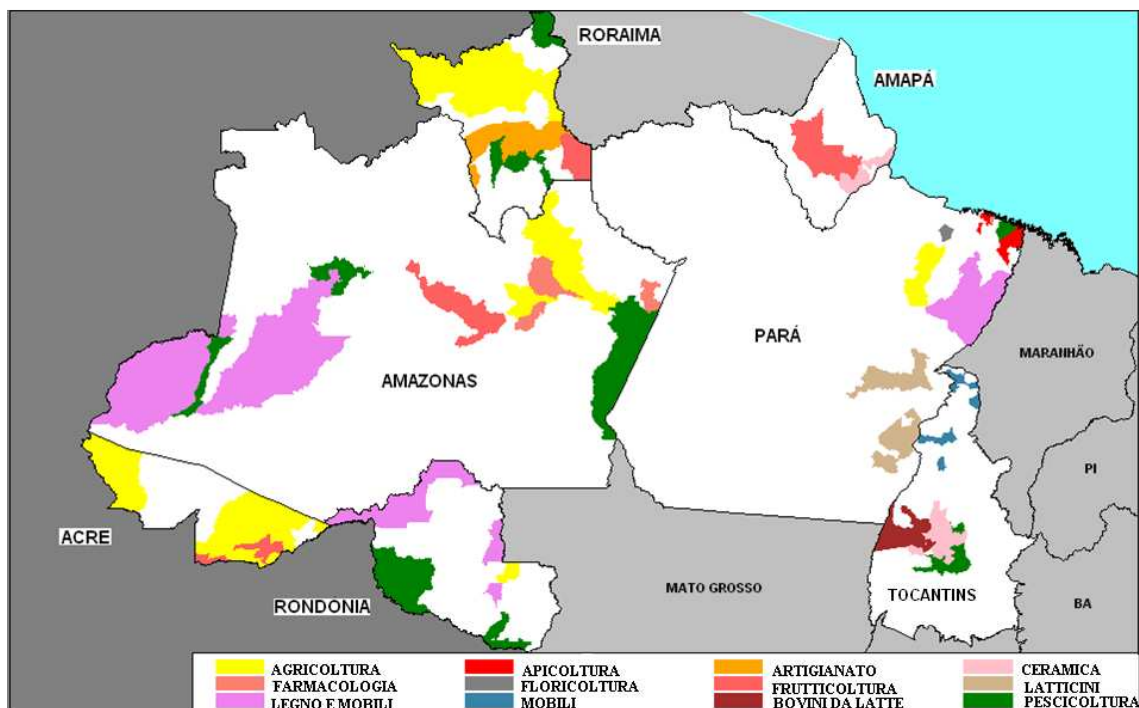 RORAIMA
AMAPÁ
PARÁ
MARANHÃO
AMAZONAS
PI
ACRE
MATO GROSSO
RONDÔNIA
TOCANTINS
BA
AGRICOLTURA APICOLTURA ARTIGIANATO CERAMICA
FARMACOLOGIA FLORICOLTURA FRUTTICOLTURA LATTICINI
LEGNO E MOBILI MOBILI BOVINI DA LATTE PESCICOLTURA